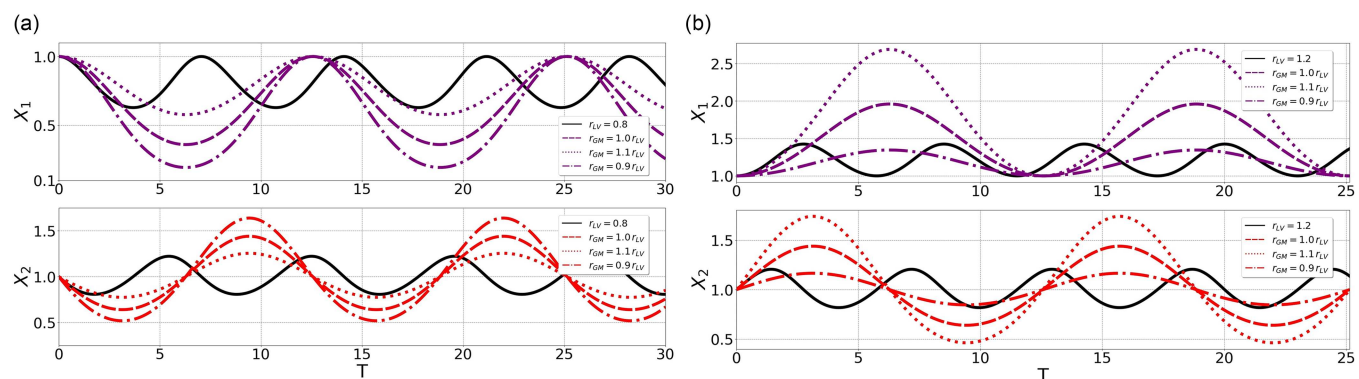 (a)
1.0
0.5
0.1
X₁
0 5 10 15 20 25 30
r_LV = 0.8
r_GM = 1.0 r_LV
r_GM = 1.1 r_LV
r_GM = 0.9 r_LV
1.5
1.0
0.5
X₂
0 5 10 15 20 25 30
T
r_LV = 0.8
r_GM = 1.0 r_LV
r_GM = 1.1 r_LV
r_GM = 0.9 r_LV
(b)
2.5
2.0
1.5
1.0
X₁
0 5 10 15 20 25
r_LV = 1.2
r_GM = 1.0 r_LV
r_GM = 1.1 r_LV
r_GM = 0.9 r_LV
1.5
1.0
0.5
X₂
0 5 10 15 20 25
T
r_LV = 1.2
r_GM = 1.0 r_LV
r_GM = 1.1 r_LV
r_GM = 0.9 r_LV